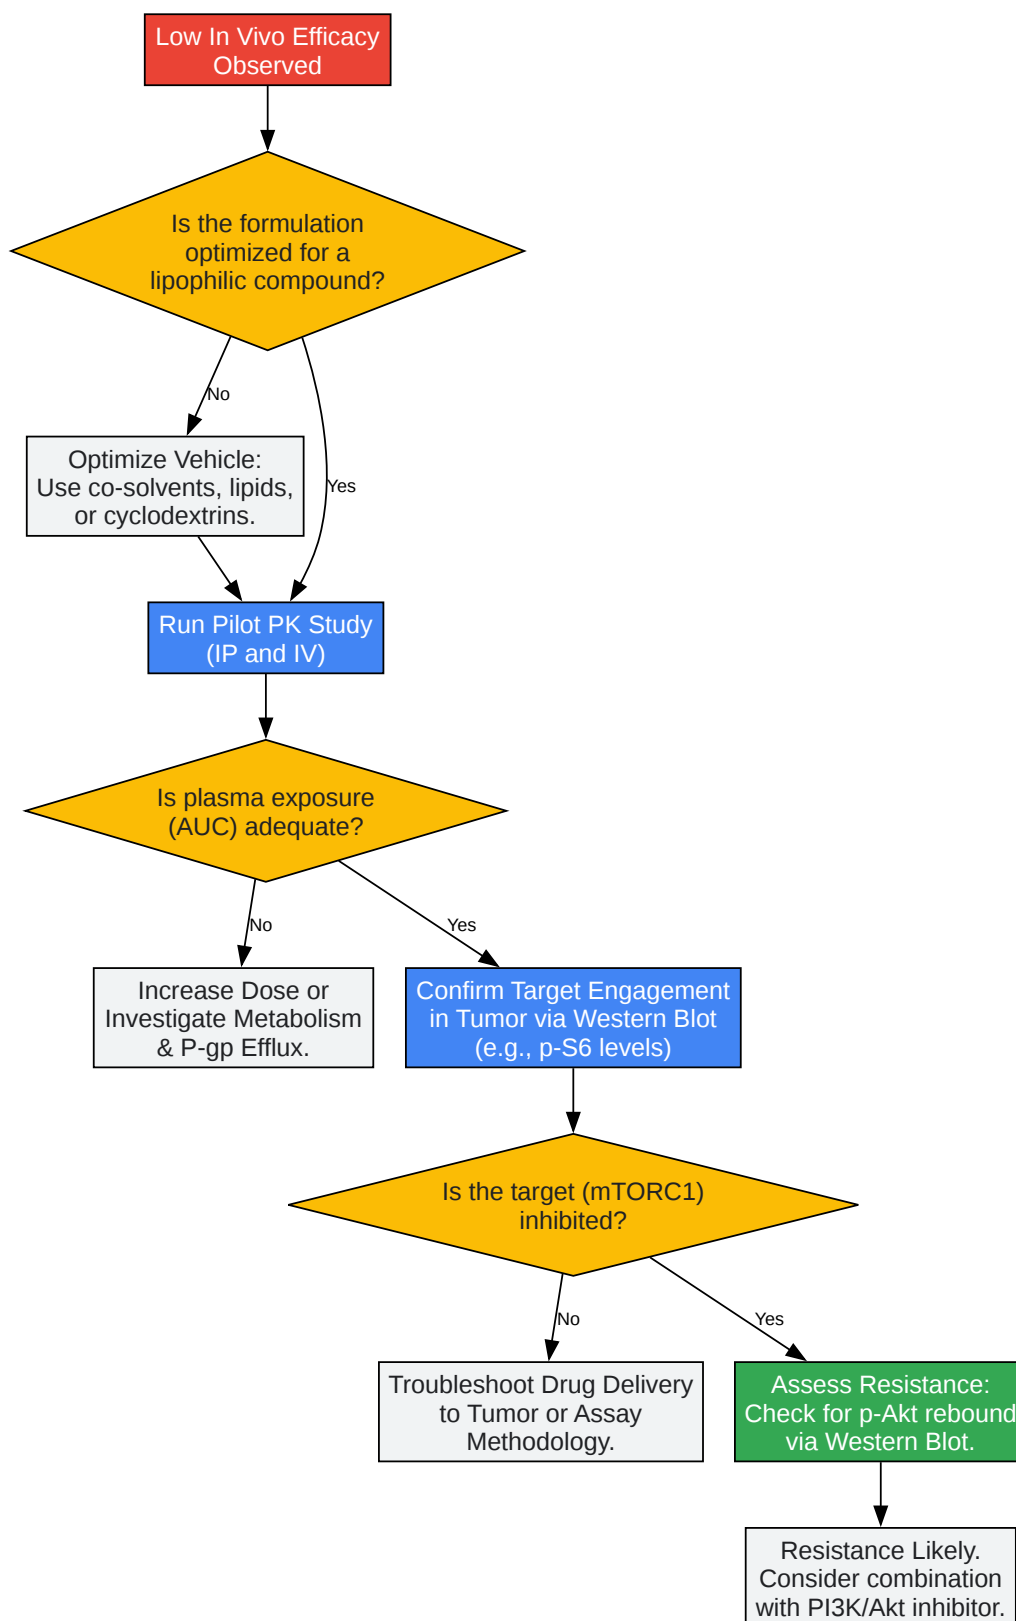 Low In Vivo Efficacy
Observed
Is the formulation
optimized for a
lipophilic compound?
No
Yes
Optimize Vehicle:
Use co-solvents, lipids,
or cyclodextrins.
Run Pilot PK Study
(IP and IV)
Is plasma exposure
(AUC) adequate?
No
Yes
Increase Dose or
Investigate Metabolism
& P-gp Efflux.
Confirm Target Engagement
in Tumor via Western Blot
(e.g., p-S6 levels)
Is the target (mTORC1)
inhibited?
No
Yes
Troubleshoot Drug Delivery
to Tumor or Assay
Methodology.
Assess Resistance:
Check for p-Akt rebound
via Western Blot.
Resistance Likely.
Consider combination
with PI3K/Akt inhibitor.